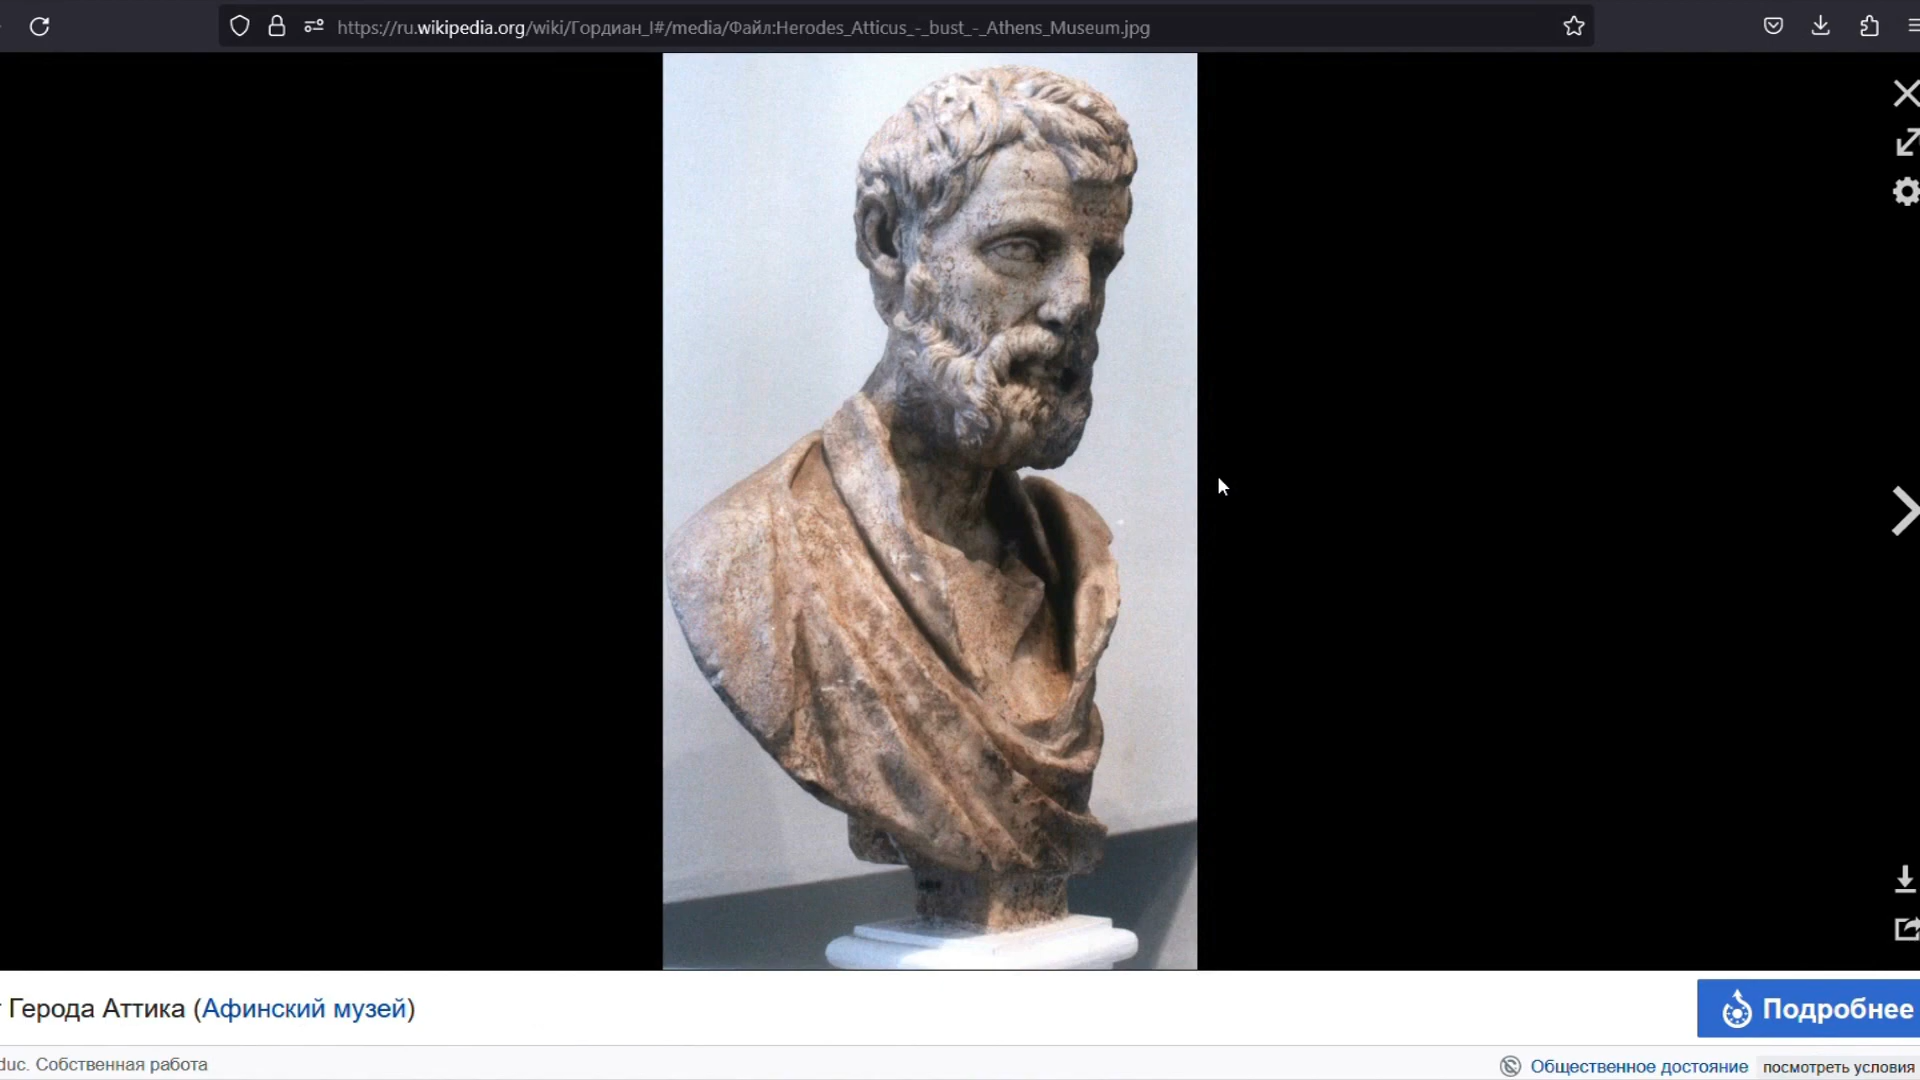 https://ru.wikipedia.org/wiki/Гордиан_I#/media/Файл:Herodes_Atticus_-_bust_-_Athens_Museum.jpg
Герода Аттика (Афинский музей)
Подробнее
duc. Собственная работа
Общественное достояние посмотреть условия